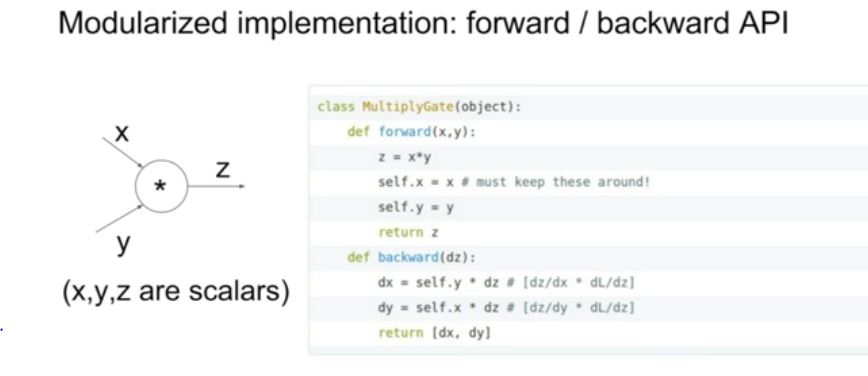 Modularized implementation: forward / backward API
x
*
z
y
(x,y,z are scalars)
class MultiplyGate(object):
def forward(x,y):
z = x*y
self.x = x # must keep these around!
self.y = y
return z
def backward(dz):
dx = self.y * dz # [dz/dx * dL/dz]
dy = self.x * dz # [dz/dy * dL/dz]
return [dx, dy]